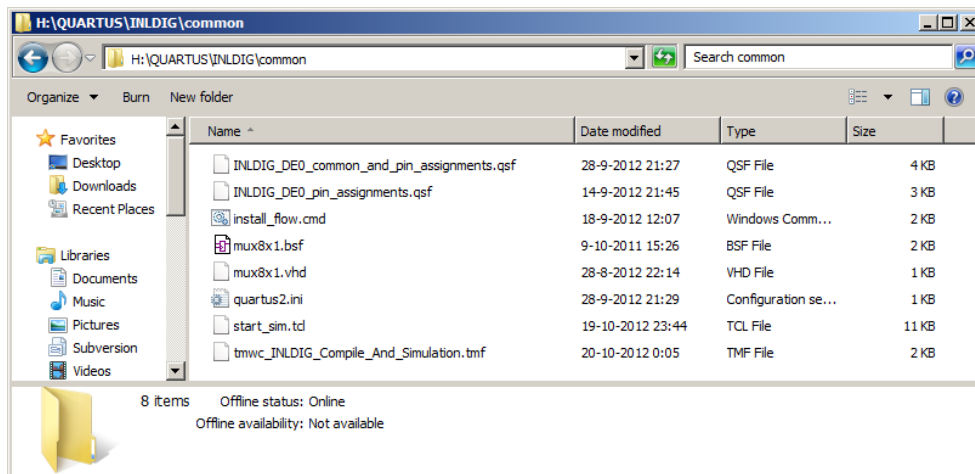 H:\QUARTUS\INLDIG\common
H:\QUARTUS\INLDIG\common
Search common
Organize Burn New folder
Favorites
Desktop
Downloads
Recent Places
Libraries
Documents
Music
Pictures
Subversion
Videos
Name Date modified Type Size
INLDIG_DE0_common_and_pin_assignments.qsf 28-9-2012 21:27 QSF File 4 KB
INLDIG_DE0_pin_assignments.qsf 14-9-2012 21:45 QSF File 3 KB
install_flow.cmd 18-9-2012 12:07 Windows Comm... 2 KB
mux8x1.bsf 9-10-2011 15:26 BSF File 2 KB
mux8x1.vhd 28-8-2012 22:14 VHD File 1 KB
quartus2.ini 28-9-2012 21:29 Configuration se... 1 KB
start_sim.tcl 19-10-2012 23:44 TCL File 11 KB
tmwc_INLDIG_Compile_And_Simulation.tmf 20-10-2012 0:05 TMF File 2 KB
8 items Offline status: Online
Offline availability: Not available